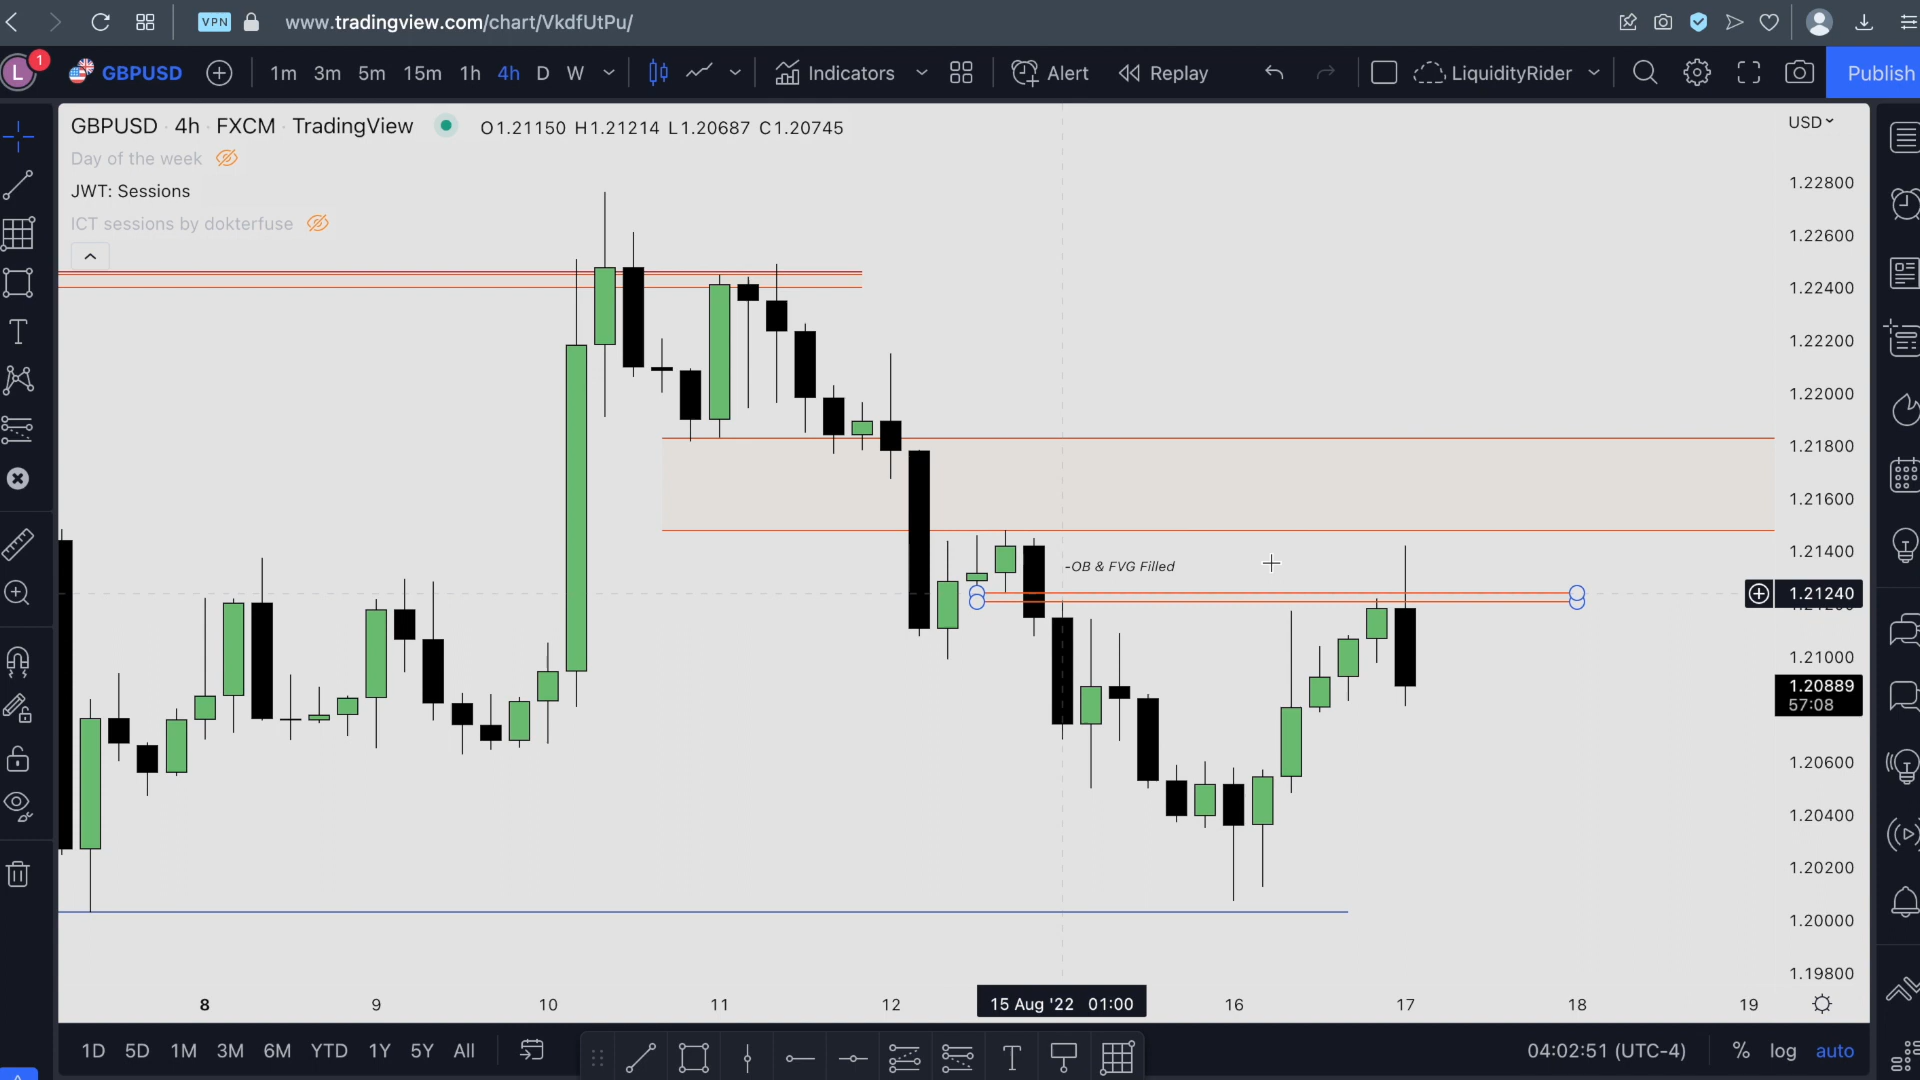 VPN www.tradingview.com/chart/VkdfUtPu/
L 1 GBPUSD 1m 3m 5m 15m 1h 4h D W Indicators Alert Replay LiquidityRider Publish
GBPUSD 4h FXCM TradingView O1.21150 H1.21214 L1.20687 C1.20745
Day of the week
JWT: Sessions
ICT sessions by dokterfuse
USD
1.22800
1.22600
1.22400
1.22200
1.22000
1.21800
1.21600
1.21400
-OB & FVG Filled
1.21240
1.21000
1.20889
57:08
1.20600
1.20400
1.20200
1.20000
1.19800
8 9 10 11 12 15 Aug '22 01:00 16 17 18 19
1D 5D 1M 3M 6M YTD 1Y 5Y All 04:02:51 (UTC-4) % log auto